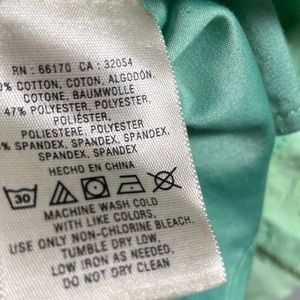 RN : 66170 CA : 32054
0% COTTON, COTON, ALGODÓN,
COTONE, BAUMWOLLE
47% POLYESTER, POLYESTER,
POLIÉSTER,
POLIESTERE, POLYESTER
% SPANDEX, SPANDEX, SPANDEX,
SPANDEX, SPANDEX
HECHO EN CHINA
30
MACHINE WASH COLD
WITH LIKE COLORS,
USE ONLY NON-CHLORINE BLEACH,
TUMBLE DRY LOW,
LOW IRON AS NEEDED.
DO NOT DRY CLEAN